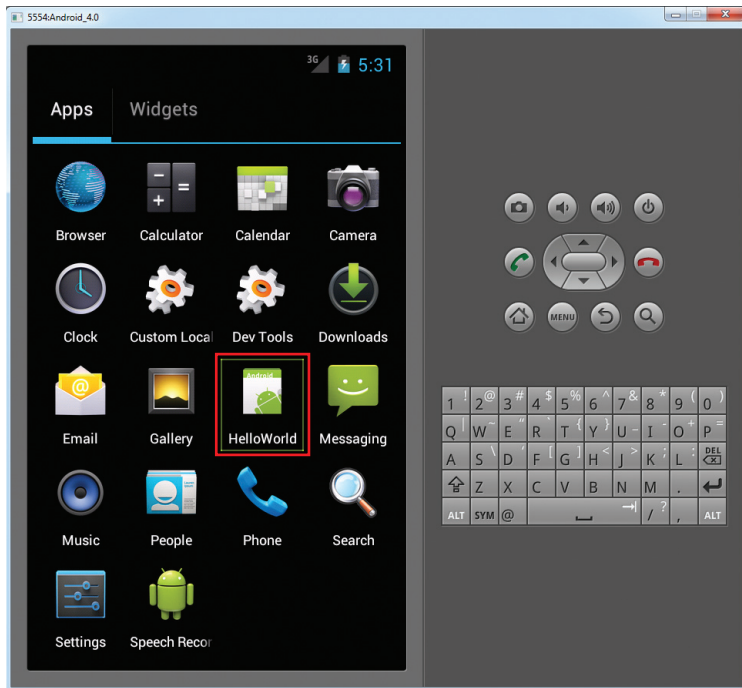 5554:Android_4.0
3G 5:31
Apps Widgets
Browser Calculator Calendar Camera
Clock Custom Local Dev Tools Downloads
Android
Email Gallery HelloWorld Messaging
Music People Phone Search
Settings Speech Recor
MENU
1 ! 2 @ 3 # 4 $ 5 % 6 ^ 7 & 8 * 9 ( 0 )
Q | W ~ E " R ` T { Y } U _ I - O + P =
A S \ D ' F [ G ] H < J > K ; L : DEL
Z X C V B N M .
ALT SYM @ / ? , ALT